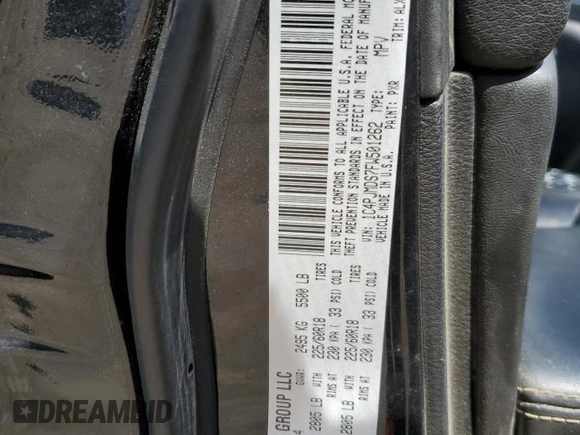 GROUP LLC
GVWR: 2495 KG 5500 LB
2805 LB WITH 225/60R18 TIRES
RIMS AT 230 KPA ( 33 PSI) COLD
2805 LB WITH 225/60R18 TIRES
RIMS AT 230 KPA ( 33 PSI) COLD
THIS VEHICLE CONFORMS TO ALL APPLICABLE U.S.A. FEDERAL MO
THEFT PREVENTION STANDARDS IN EFFECT ON THE DATE OF MANUF
VIN: 1C4PJMDS7FW501262 TYPE: MPV
VEHICLE MADE IN U.S.A. PAINT: PXR TRIM: ALX
DREAMBID